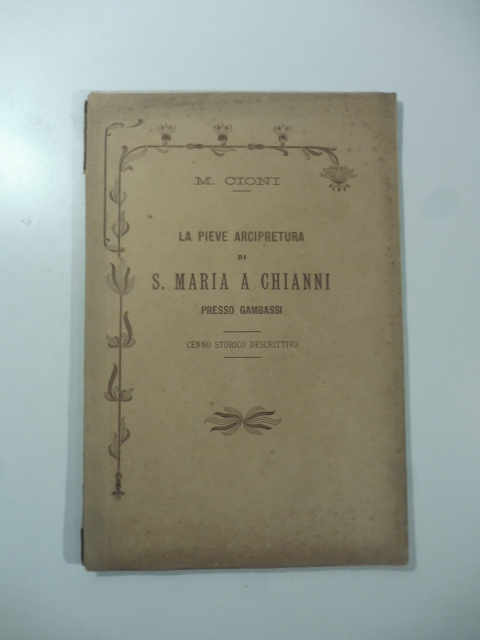 M. CIONI
LA PIEVE ARCIPRETURA
DI
S. MARIA A CHIANNI
PRESSO GAMBASSI
CENNO STORICO DESCRITTIVO